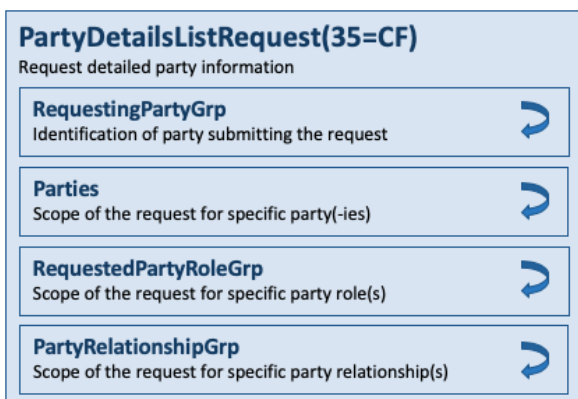 PartyDetailsListRequest(35=CF)
Request detailed party information
RequestingPartyGrp
Identification of party submitting the request
Parties
Scope of the request for specific party(-ies)
RequestedPartyRoleGrp
Scope of the request for specific party role(s)
PartyRelationshipGrp
Scope of the request for specific party relationship(s)